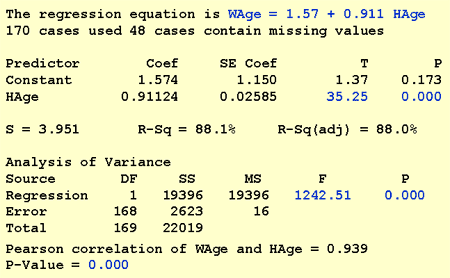 The regression equation is WAge = 1.57 + 0.911 HAge
170 cases used 48 cases contain missing values
Predictor Coef SE Coef T P
Constant 1.574 1.150 1.37 0.173
HAge 0.91124 0.02585 35.25 0.000
S = 3.951 R-Sq = 88.1% R-Sq(adj) = 88.0%
Analysis of Variance
Source DF SS MS F P
Regression 1 19396 19396 1242.51 0.000
Error 168 2623 16
Total 169 22019
Pearson correlation of WAge and HAge = 0.939
P-Value = 0.000